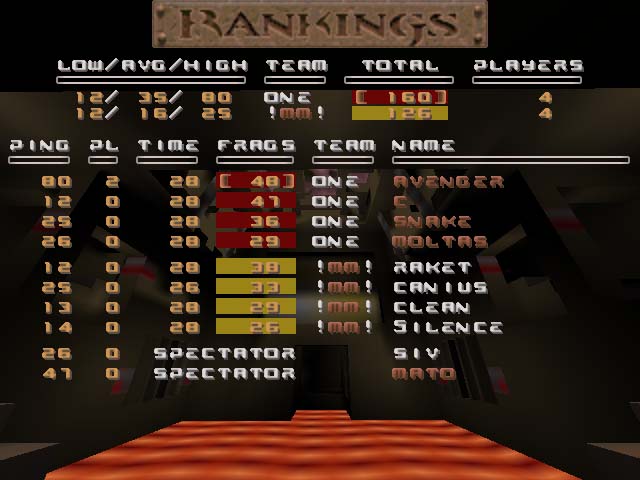 RANKINGS
LOW/AVG/HIGH TEAM TOTAL PLAYERS
12/ 35/ 80 ONE [ 160] 4
12/ 16/ 25 !mm! 126 4
PING PL TIME FRAGS TEAM NAME
80 2 28 [ 48] ONE AVENGER
12 0 28 47 ONE C
25 0 28 36 ONE SNAKE
26 0 28 29 ONE MOLTAS
12 0 28 38 !mm! RAKET
25 0 26 33 !mm! CANIUS
13 0 28 29 !mm! CLEAN
14 0 28 26 !mm! SILENCE
26 0 SPECTATOR SIV
47 0 SPECTATOR MATO